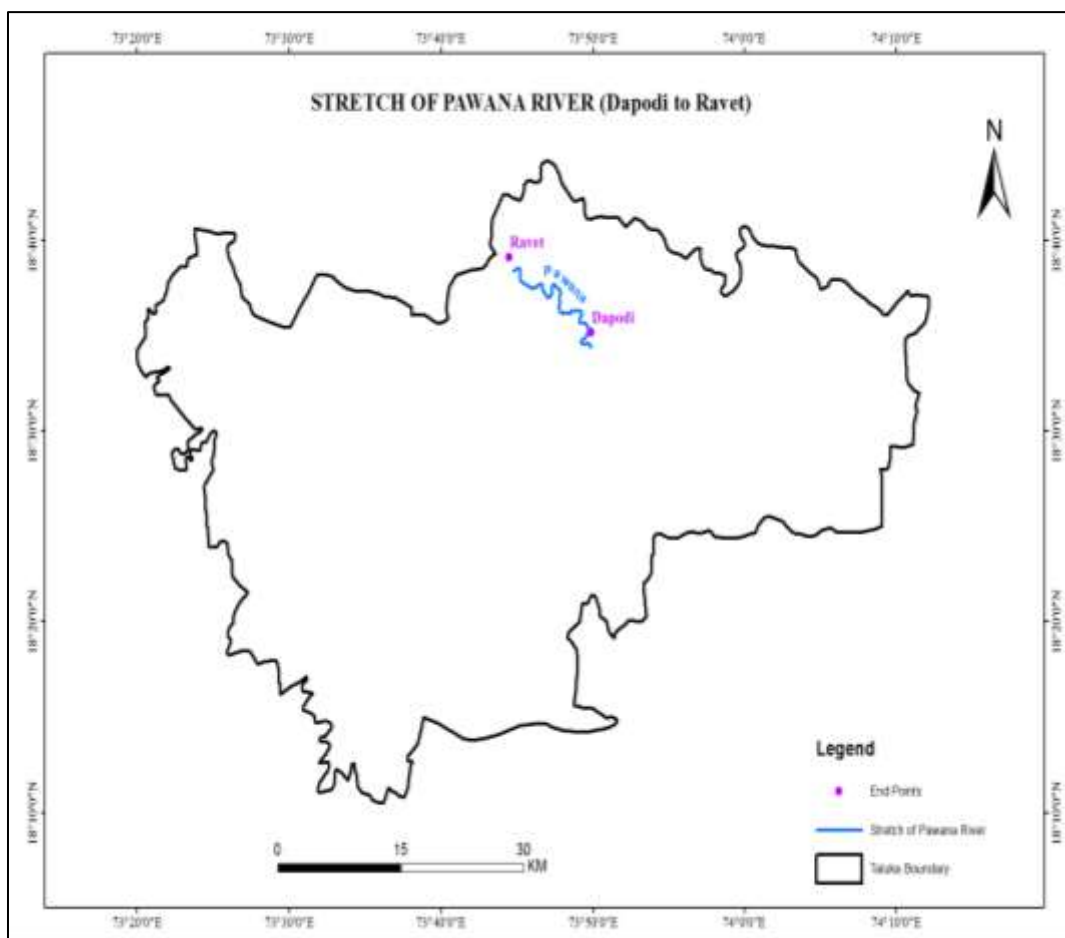 73°20'0"E 73°30'0"E 73°40'0"E 73°50'0"E 74°0'0"E 74°10'0"E
STRETCH OF PAWANA RIVER (Dapodi to Ravet)
N
18°40'0"N 18°40'0"N
Ravet
Pawana
Dapodi
18°30'0"N 18°30'0"N
18°20'0"N 18°20'0"N
Legend
End Points
Stretch of Pawana River
Taluka Boundary
18°10'0"N 18°10'0"N
0 15 30
KM
73°20'0"E 73°30'0"E 73°40'0"E 73°50'0"E 74°0'0"E 74°10'0"E